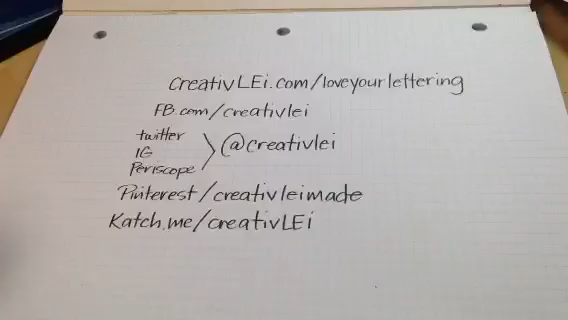 creativLEi.com/loveyourlettering
FB.com/creativlei
twitter
IG
Periscope
@creativlei
Pinterest/creativleimade
Katch.me/creativLEi